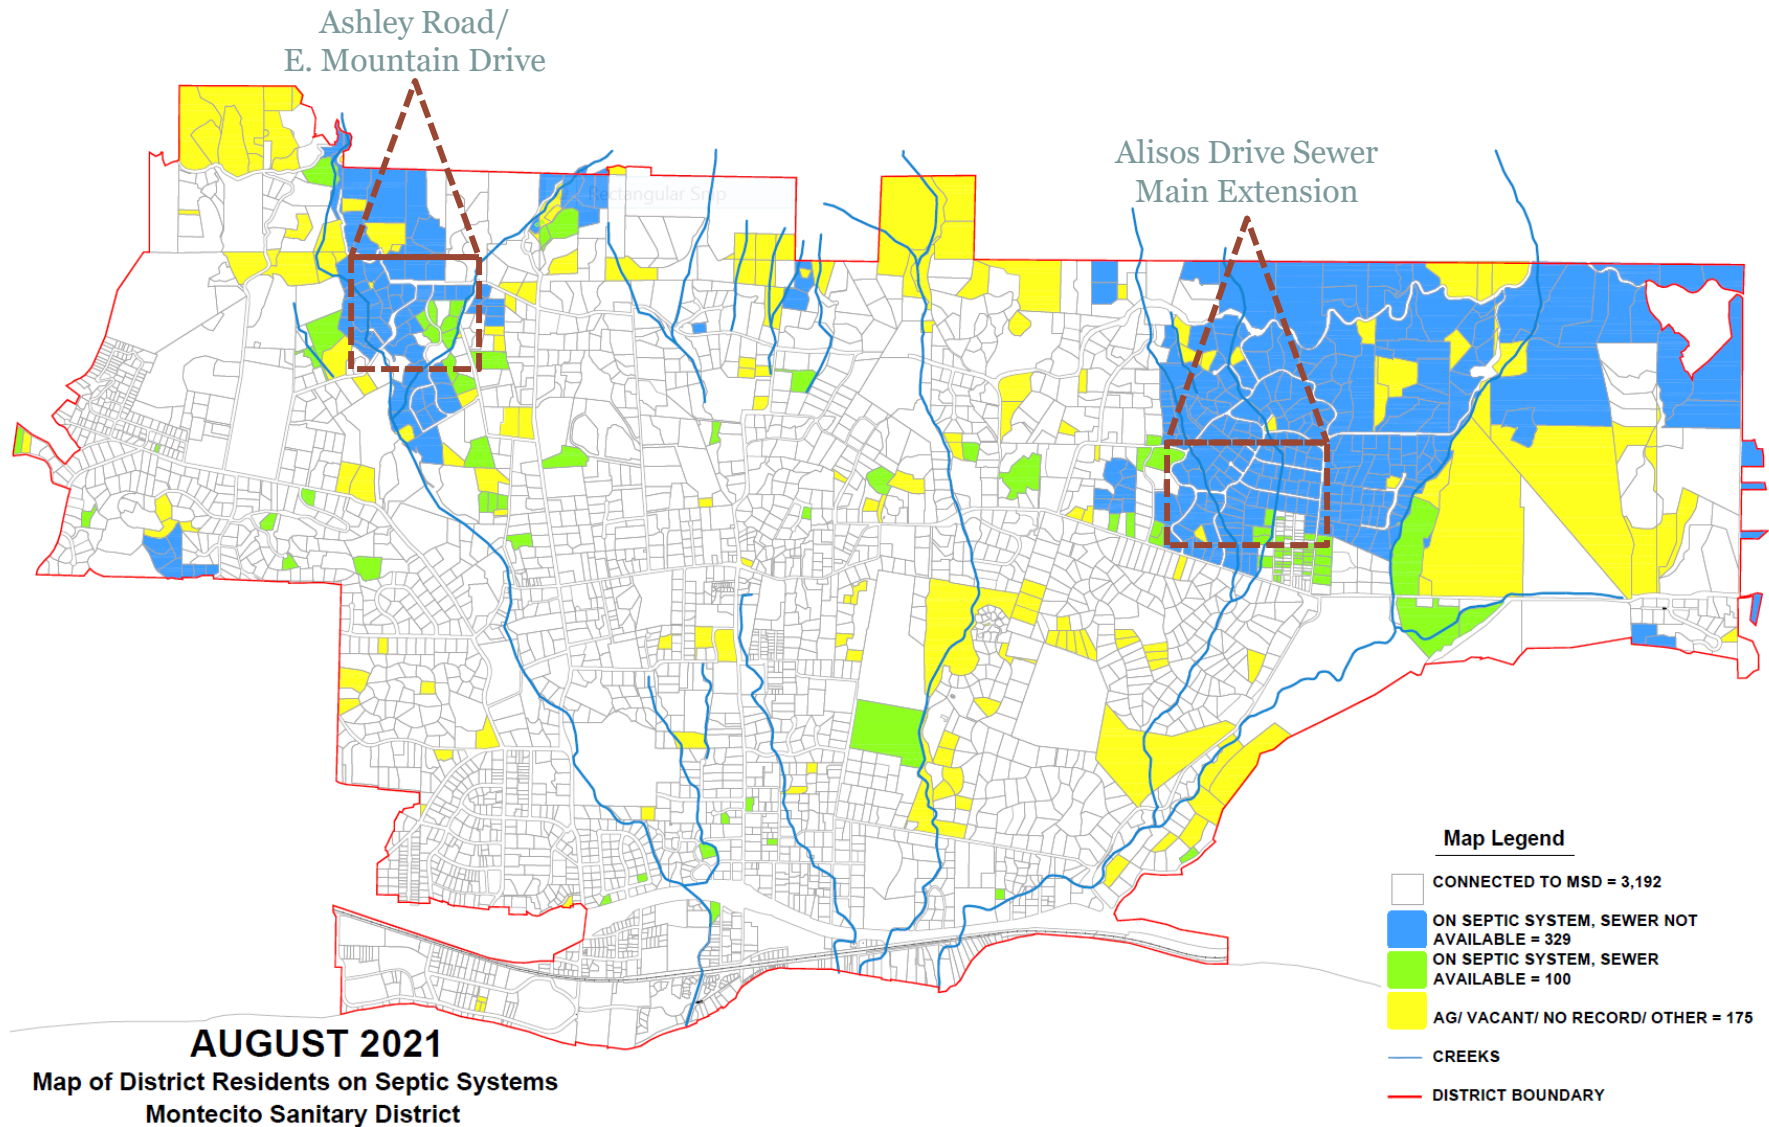 Ashley Road/
E. Mountain Drive
Alisos Drive Sewer
Main Extension
Rectangular Snip
Map Legend
CONNECTED TO MSD = 3,192
ON SEPTIC SYSTEM, SEWER NOT
AVAILABLE = 329
ON SEPTIC SYSTEM, SEWER
AVAILABLE = 100
AG/ VACANT/ NO RECORD/ OTHER = 175
CREEKS
DISTRICT BOUNDARY
AUGUST 2021
Map of District Residents on Septic Systems
Montecito Sanitary District